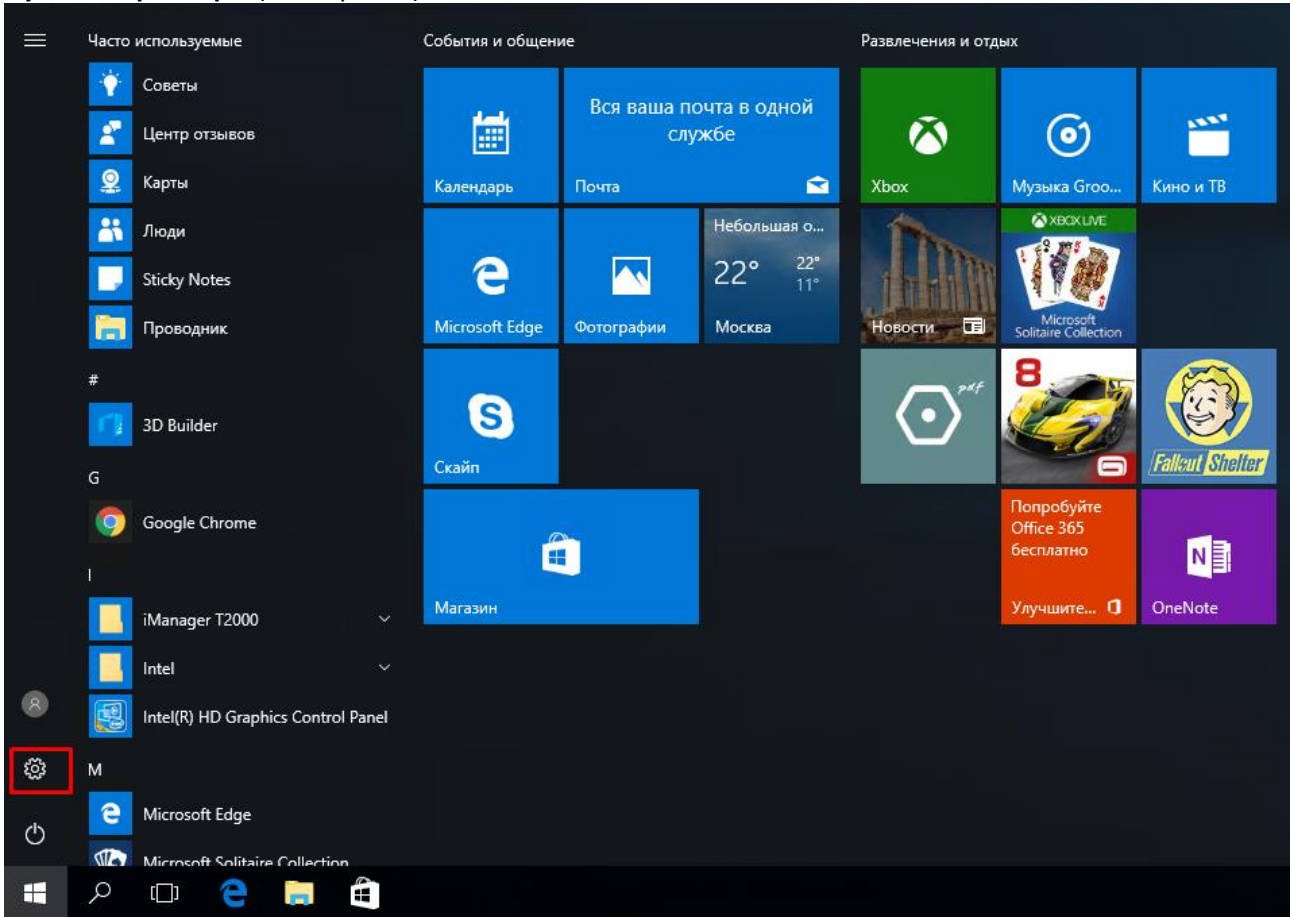 Часто используемые
Советы
Центр отзывов
Карты
Люди
Sticky Notes
Проводник
#
3D Builder
G
Google Chrome
I
iManager T2000
Intel
Intel(R) HD Graphics Control Panel
M
Microsoft Edge
Microsoft Solitaire Collection
События и общение
Календарь
Вся ваша почта в одной
службе
Почта
Microsoft Edge
Фотографии
Небольшая о...
22° 22°
11°
Москва
Скайп
Магазин
Развлечения и отдых
Xbox
Музыка Groo...
Кино и ТВ
Новости
XBOX LIVE
Microsoft
Solitaire Collection
pdf
8
Fallout Shelter
Попробуйте
Office 365
бесплатно
Улучшите...
N
OneNote